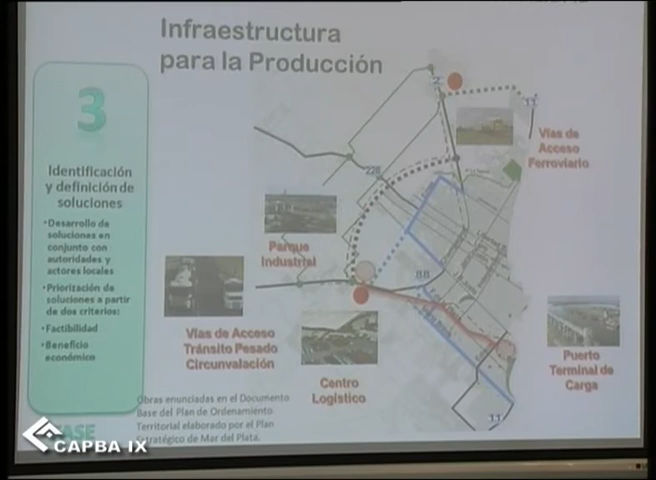 Infraestructura
para la Producción
3
Identificación
y definición de
soluciones
•Desarrollo de
soluciones en
conjunto con
autoridades y
actores locales
•Priorización de
soluciones a partir
de dos criterios:
•Factibilidad
•Beneficio
económico
FASE
CAPBA IX
2
11
226
88
11
Vías de
Acceso
Ferroviario
Parque
Industrial
Vías de Acceso
Tránsito Pesado
Circunvalación
Centro
Logístico
Puerto
Terminal de
Carga
Obras enunciadas en el Documento
Base del Plan de Ordenamiento
Territorial elaborado por el Plan
Estratégico de Mar del Plata.